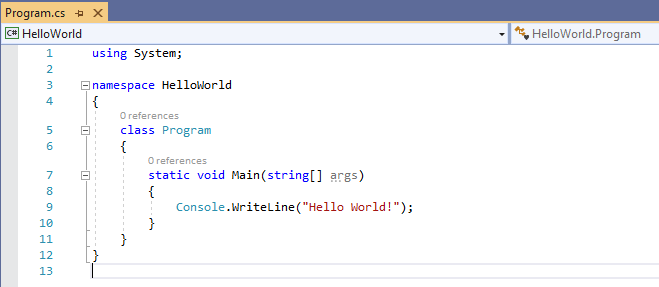 Program.cs
C# HelloWorld HelloWorld.Program
1 using System;
2
3 namespace HelloWorld
4 {
0 references
5 class Program
6 {
0 references
7 static void Main(string[] args)
8 {
9 Console.WriteLine("Hello World!");
10 }
11 }
12 }
13